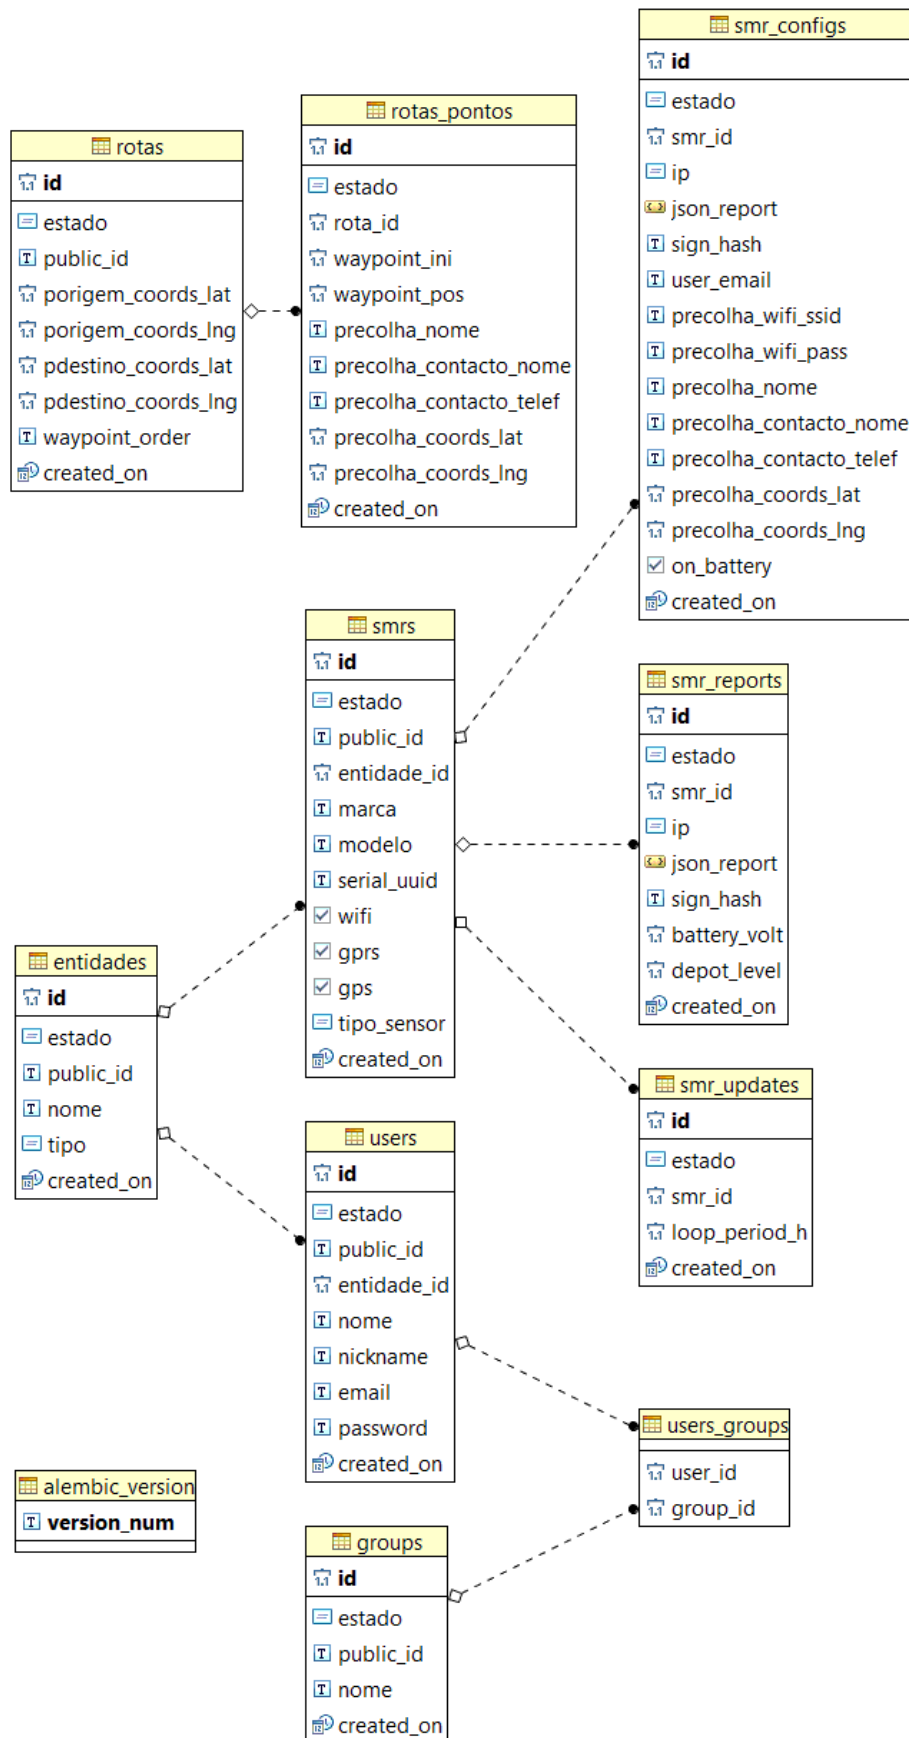 smr_configs
id
estado
smr_id
ip
json_report
sign_hash
user_email
precolha_wifi_ssid
precolha_wifi_pass
precolha_nome
precolha_contacto_nome
precolha_contacto_telef
precolha_coords_lat
precolha_coords_lng
on_battery
created_on
rotas_pontos
id
estado
rota_id
waypoint_ini
waypoint_pos
precolha_nome
precolha_contacto_nome
precolha_contacto_telef
precolha_coords_lat
precolha_coords_lng
created_on
rotas
id
estado
public_id
porigem_coords_lat
porigem_coords_lng
pdestino_coords_lat
pdestino_coords_lng
waypoint_order
created_on
smrs
id
estado
public_id
entidade_id
marca
modelo
serial_uuid
wifi
gprs
gps
tipo_sensor
created_on
smr_reports
id
estado
smr_id
ip
json_report
sign_hash
battery_volt
depot_level
created_on
entidades
id
estado
public_id
nome
tipo
created_on
smr_updates
id
estado
smr_id
loop_period_h
created_on
users
id
estado
public_id
entidade_id
nome
nickname
email
password
created_on
users_groups
user_id
group_id
alembic_version
version_num
groups
id
estado
public_id
nome
created_on